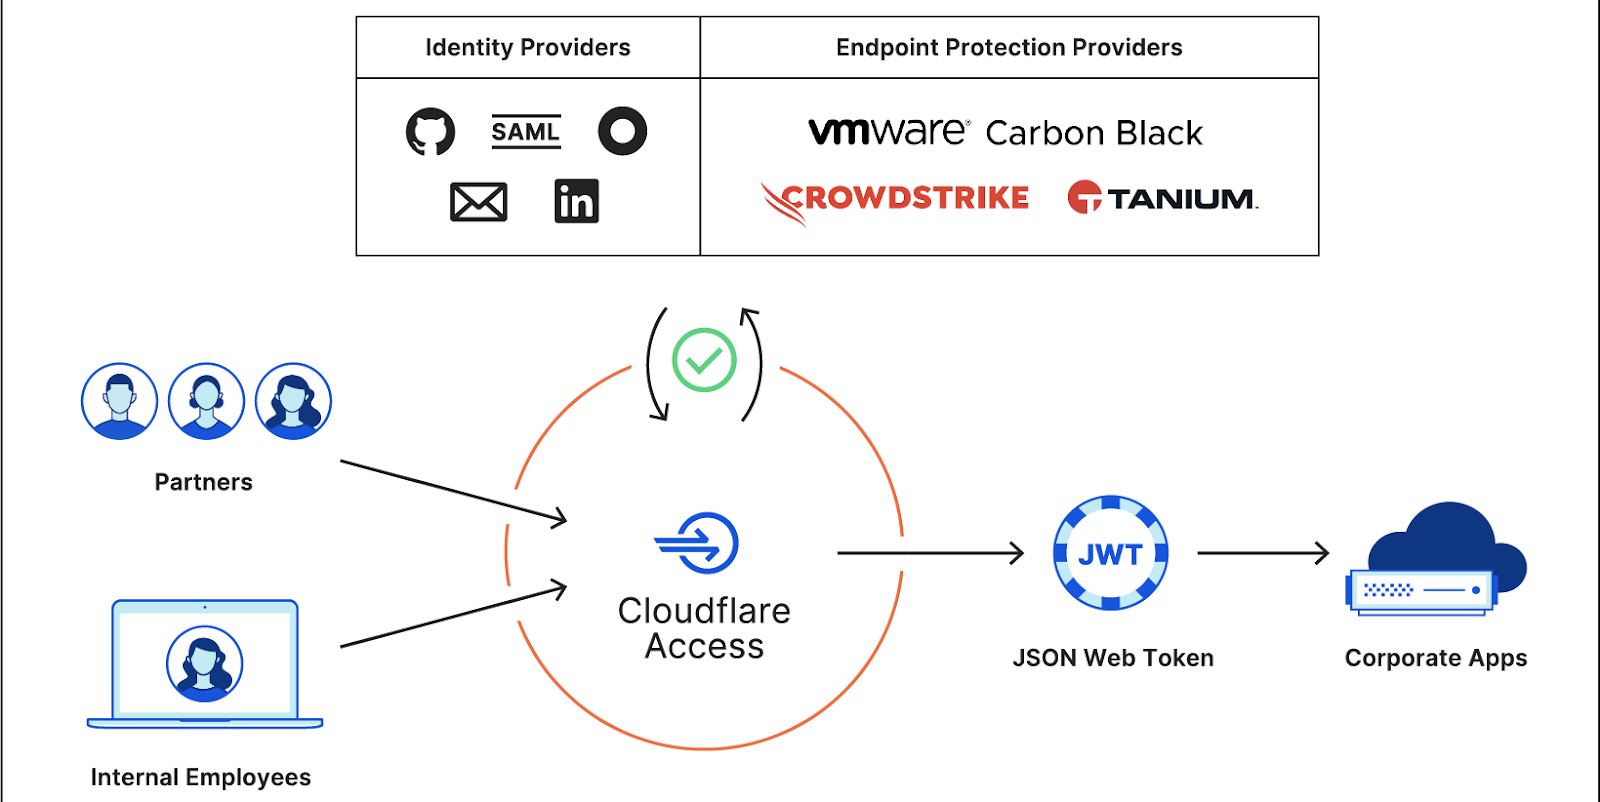 Identity Providers
Endpoint Protection Providers
SAML
in
vmware® Carbon Black
CROWDSTRIKE
TANIUM.
Partners
Internal Employees
Cloudflare
Access
JWT
JSON Web Token
Corporate Apps